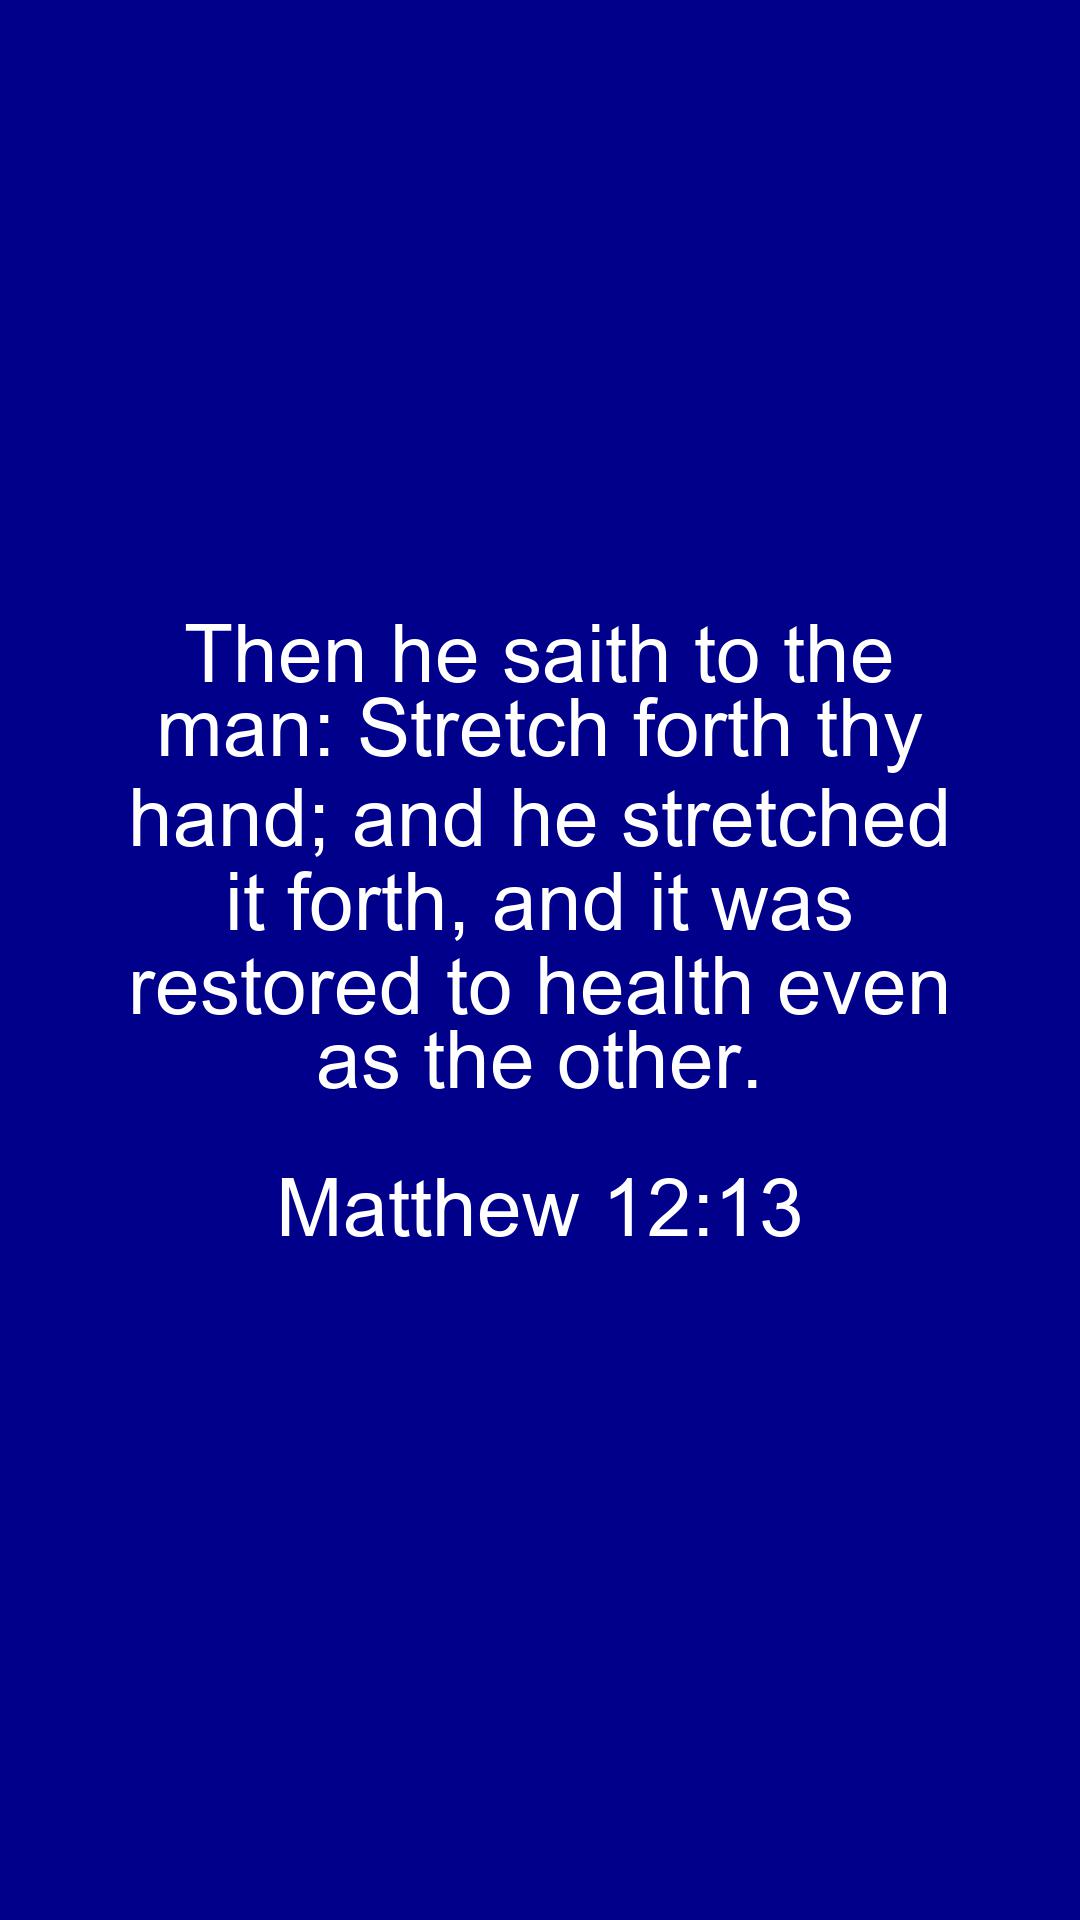 Then he saith to the
man: Stretch forth thy
hand; and he stretched
it forth, and it was
restored to health even
as the other.
Matthew 12:13